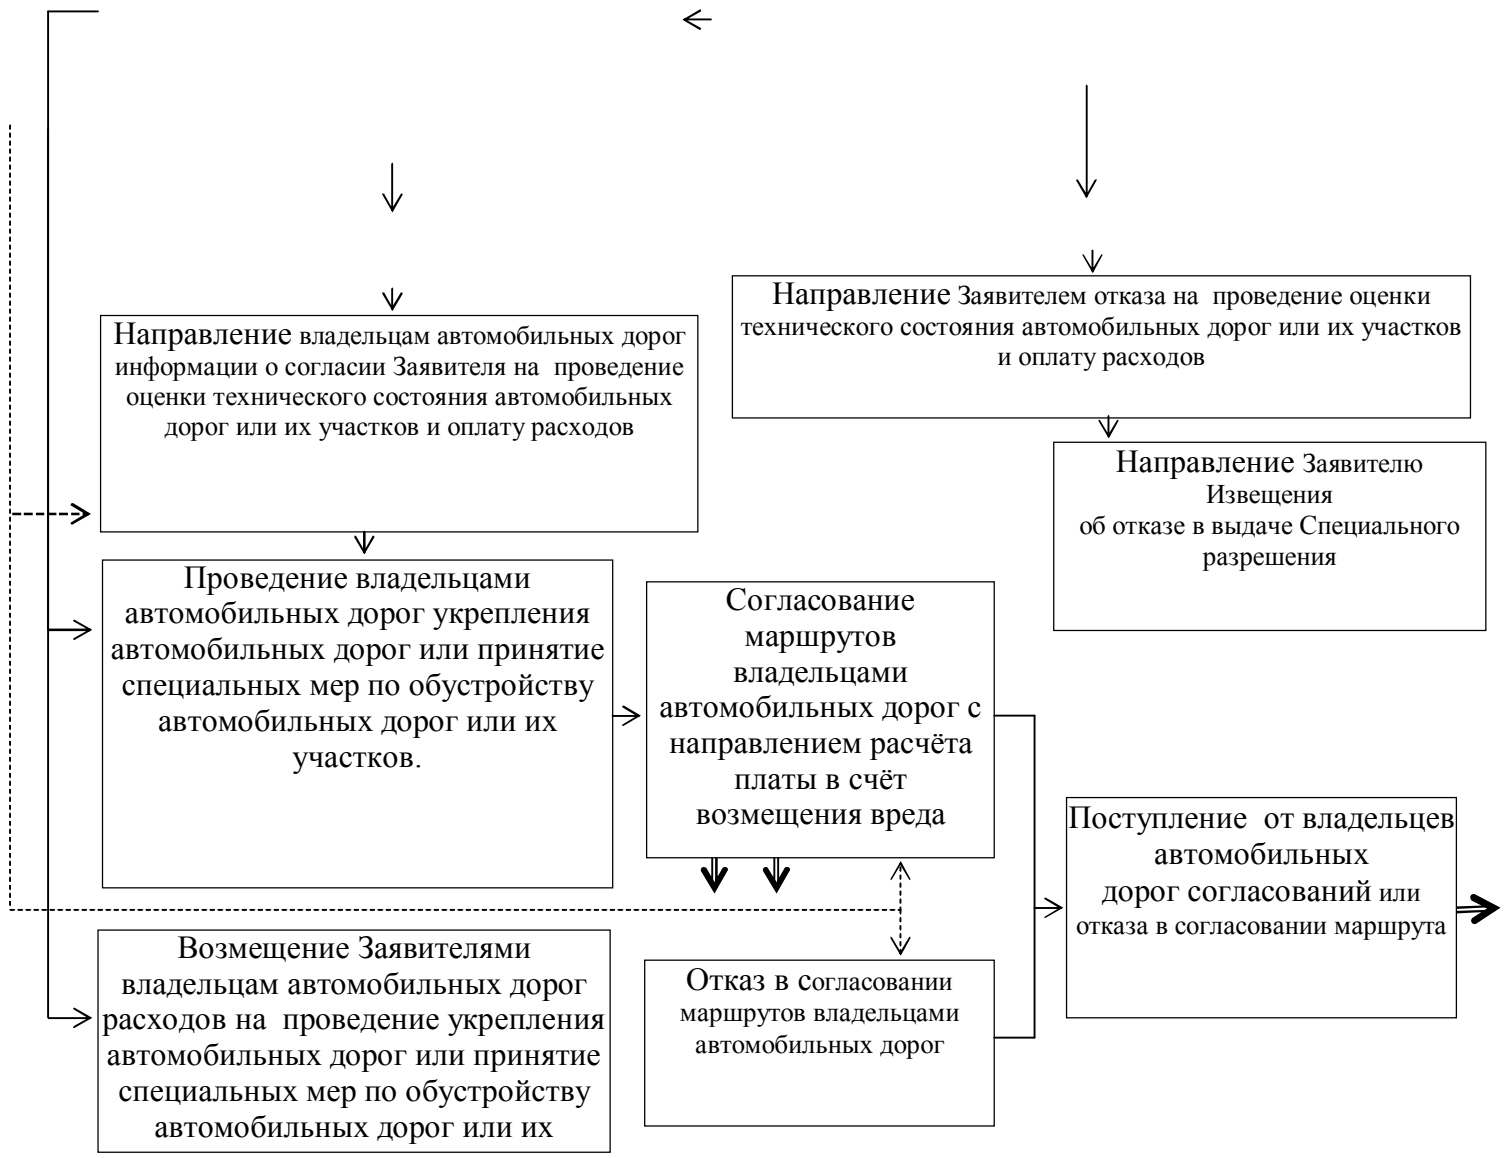 Направление Заявителем отказа на проведение оценки
технического состояния автомобильных дорог или их участков
и оплату расходов
Направление владельцам автомобильных дорог
информации о согласии Заявителя на проведение
оценки технического состояния автомобильных
дорог или их участков и оплату расходов
Направление Заявителю
Извещения
об отказе в выдаче Специального
разрешения
Проведение владельцами
автомобильных дорог укрепления
автомобильных дорог или принятие
специальных мер по обустройству
автомобильных дорог или их
участков.
Согласование
маршрутов
владельцами
автомобильных дорог с
направлением расчёта
платы в счёт
возмещения вреда
Поступление от владельцев
автомобильных
дорог согласований или
отказа в согласовании маршрута
Возмещение Заявителями
владельцам автомобильных дорог
расходов на проведение укрепления
автомобильных дорог или принятие
специальных мер по обустройству
автомобильных дорог или их
Отказ в согласовании
маршрутов владельцами
автомобильных дорог